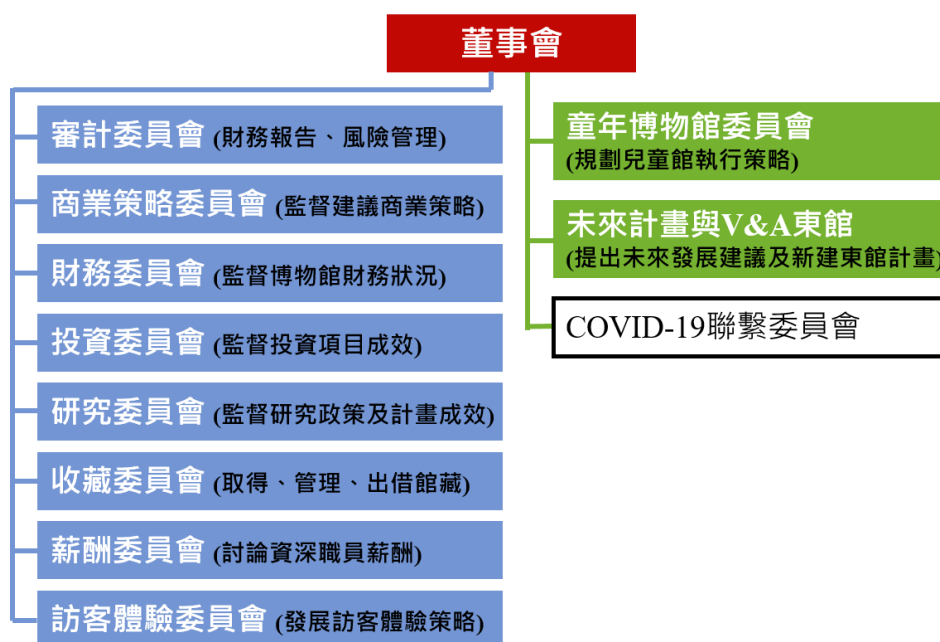 董事會
審計委員會 (財務報告、風險管理)
商業策略委員會 (監督建議商業策略)
財務委員會 (監督博物館財務狀況)
投資委員會 (監督投資項目成效)
研究委員會 (監督研究政策及計畫成效)
收藏委員會 (取得、管理、出借館藏)
薪酬委員會 (討論資深職員薪酬)
訪客體驗委員會 (發展訪客體驗策略)
童年博物館委員會
(規劃兒童館執行策略)
未來計畫與V&A東館
(提出未來發展建議及新建東館計畫)
COVID-19聯繫委員會